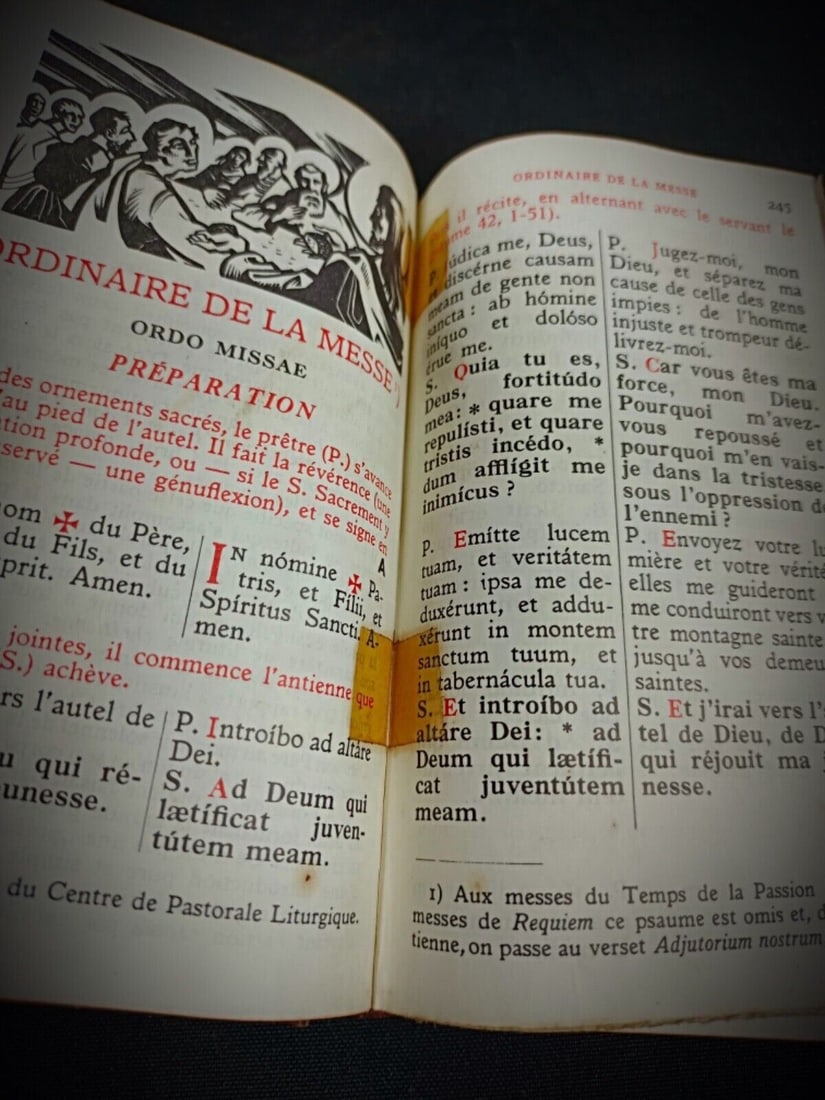 ORDINAIRE DE LA MESSE
ORDO MISSAE
PRÉPARATION
des ornements sacrés, le prêtre (P.) s'avance
au pied de l'autel. Il fait la révérence (une
profonde, ou — si le S. Sacrement y
— une génuflexion), et se signe en
du Père,
du Fils, et du
Amen.
IN nómine Pa-
tris, et Fílii, et
Spíritus Sancti. A-
men.
jointes, il commence l'antienne que
(S.) achève.
l'autel de
qui ré-
P. Introíbo ad altáre
Dei.
S. Ad Deum qui
lætíficat juven-
tútem meam.
du Centre de Pastorale Liturgique.
ORDINAIRE DE LA MESSE 245
il récite, en alternant avec le servant le
42, 1-51).
P. Júdica me, Deus,
et discérne causam
meam de gente non
sancta : ab hómine
iníquo et dolóso
érue me.
S. Quia tu es,
Deus, fortitúdo
mea : * quare me
repulísti, et quare
tristis incédo, *
dum afflígit me
inimícus ?
P. Emítte lucem
tuam, et veritátem
tuam : ipsa me de-
duxérunt, et addu-
xérunt in montem
sanctum tuum, et
in tabernácula tua.
S. Et introíbo ad
altáre Dei : * ad
Deum qui lætífi-
cat juventútem
meam.
P. Jugez-moi, mon
Dieu, et séparez ma
cause de celle des gens
impies : de l'homme
injuste et trompeur dé-
livrez-moi.
S. Car vous êtes ma
force, mon Dieu.
Pourquoi m'avez-
vous repoussé et
pourquoi m'en vais-
je dans la tristesse
sous l'oppression de
l'ennemi ?
P. Envoyez votre lu
mière et votre vérité
elles me guideront
me conduiront vers v
tre montagne sainte
jusqu'à vos demeu
saintes.
S. Et j'irai vers l'
tel de Dieu, de D
qui réjouit ma
nesse.
1) Aux messes du Temps de la Passion
messes de Requiem ce psaume est omis et,
tienne, on passe au verset Adjutorium nostrum